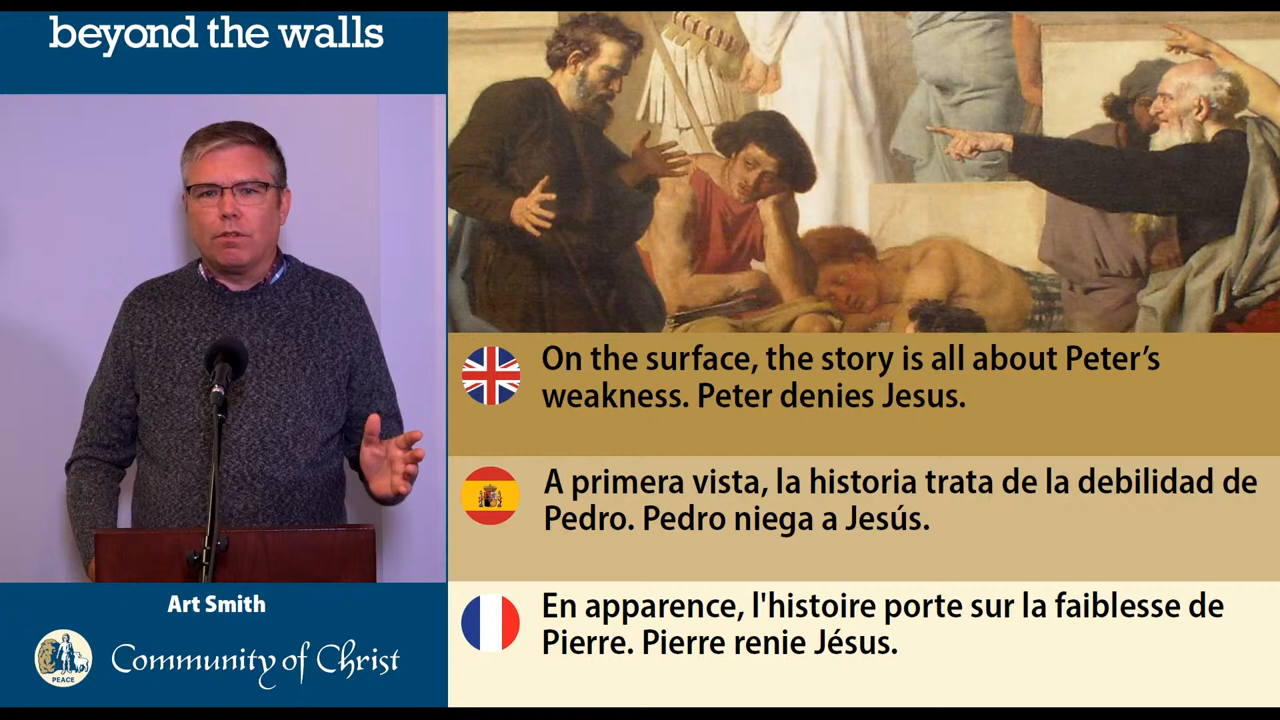 beyond the walls
On the surface, the story is all about Peter’s
weakness. Peter denies Jesus.
A primera vista, la historia trata de la debilidad de
Pedro. Pedro niega a Jesús.
En apparence, l'histoire porte sur la faiblesse de
Pierre. Pierre renie Jésus.
Art Smith
PEACE
Community of Christ